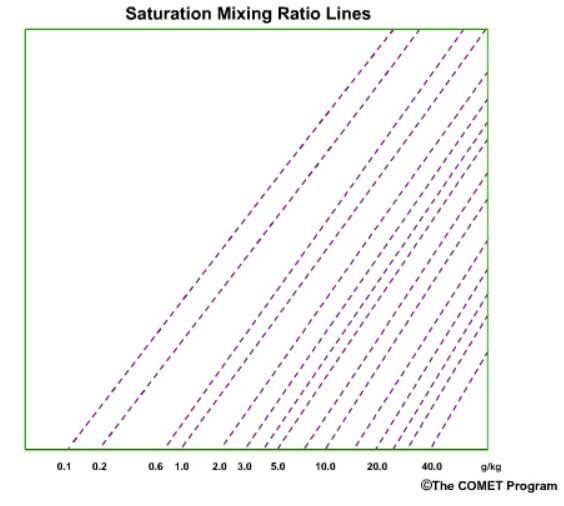 Saturation Mixing Ratio Lines
0.1 0.2 0.6 1.0 2.0 3.0 5.0 10.0 20.0 40.0 g/kg
©The COMET Program